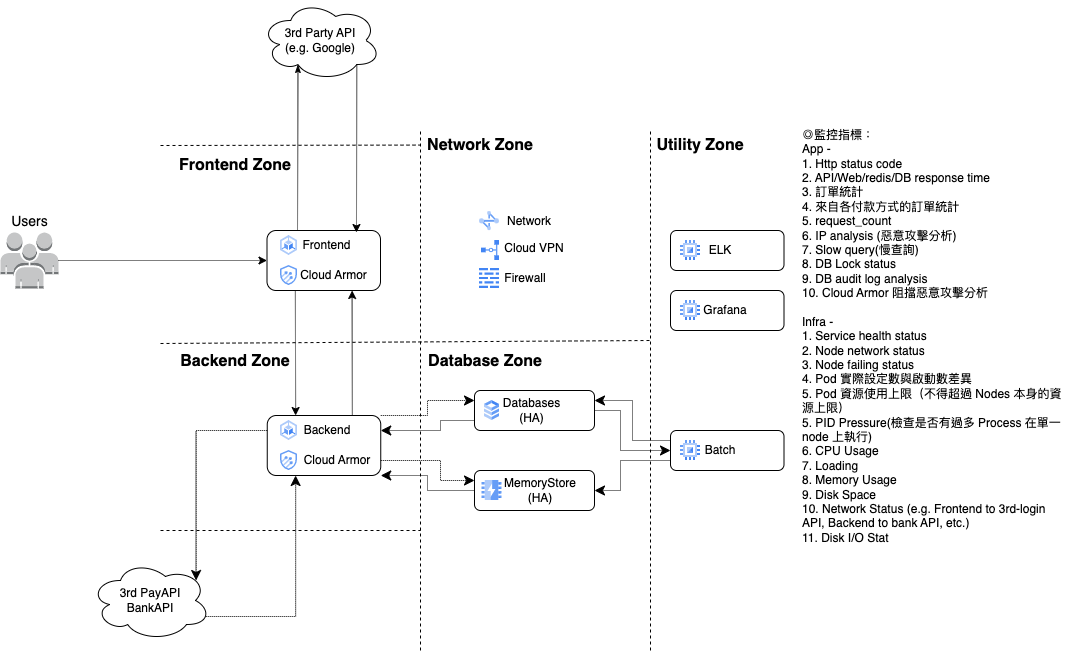 3rd Party API
(e.g. Google)
Frontend Zone
Network Zone
Utility Zone
Users
Frontend
Cloud Armor
Network
Cloud VPN
Firewall
ELK
Grafana
Backend Zone
Database Zone
Backend
Cloud Armor
Databases
(HA)
MemoryStore
(HA)
Batch
3rd PayAPI
BankAPI
◎監控指標：
App -
1. Http status code
2. API/Web/redis/DB response time
3. 訂單統計
4. 來自各付款方式的訂單統計
5. request_count
6. IP analysis (惡意攻擊分析)
7. Slow query(慢查詢)
8. DB Lock status
9. DB audit log analysis
10. Cloud Armor 阻擋惡意攻擊分析
Infra -
1. Service health status
2. Node network status
3. Node failing status
4. Pod 實際設定數與啟動數差異
5. Pod 資源使用上限（不得超過 Nodes 本身的資
源上限）
5. PID Pressure(檢查是否有過多 Process 在單一
node 上執行)
6. CPU Usage
7. Loading
8. Memory Usage
9. Disk Space
10. Network Status (e.g. Frontend to 3rd-login
API, Backend to bank API, etc.)
11. Disk I/O Stat